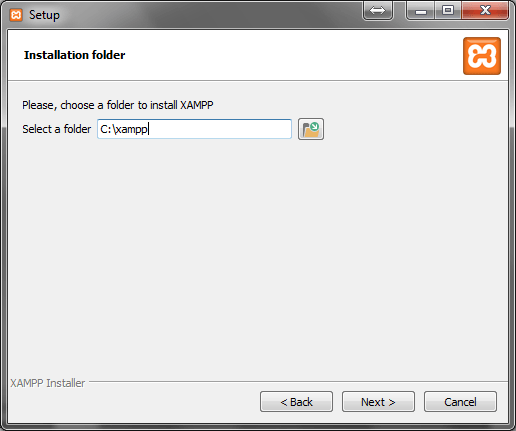 Setup
Installation folder
Please, choose a folder to install XAMPP
Select a folder C:\xampp
XAMPP Installer
< Back Next > Cancel